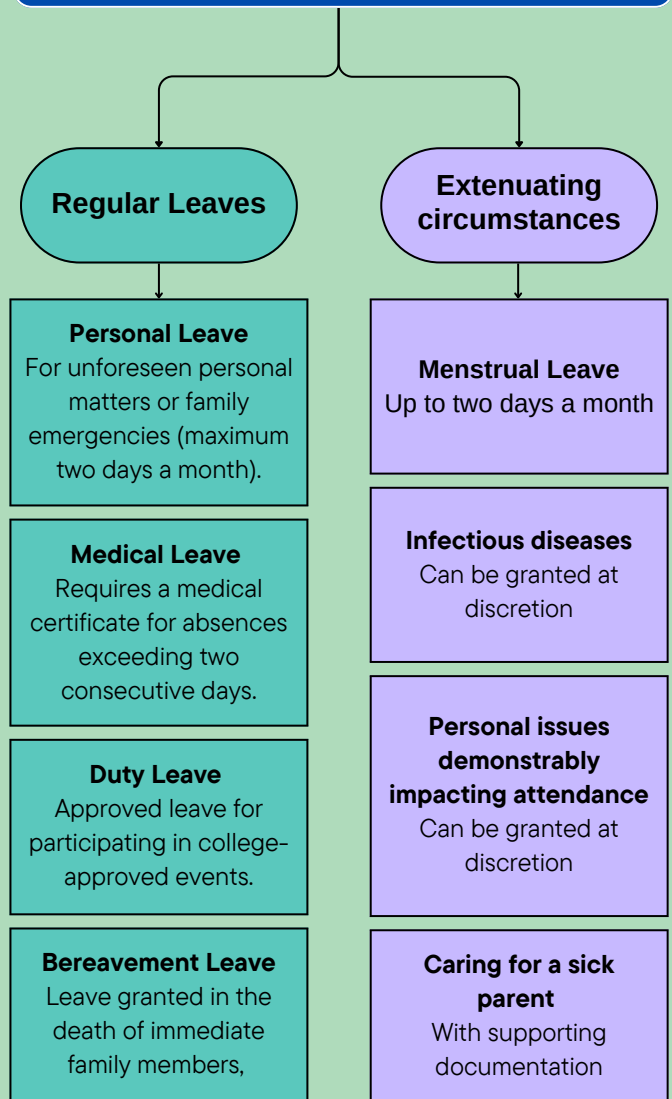 Regular Leaves
Personal Leave
For unforeseen personal
matters or family
emergencies (maximum
two days a month).
Medical Leave
Requires a medical
certificate for absences
exceeding two
consecutive days.
Duty Leave
Approved leave for
participating in college-
approved events.
Bereavement Leave
Leave granted in the
death of immediate
family members,
Extenuating
circumstances
Menstrual Leave
Up to two days a month
Infectious diseases
Can be granted at
discretion
Personal issues
demonstrably
impacting attendance
Can be granted at
discretion
Caring for a sick
parent
With supporting
documentation